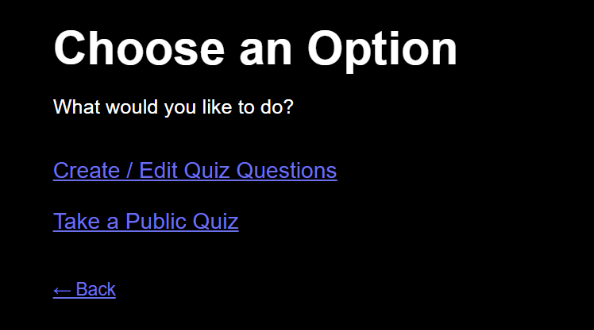 Choose an Option
What would you like to do?
Create / Edit Quiz Questions
Take a Public Quiz
← Back